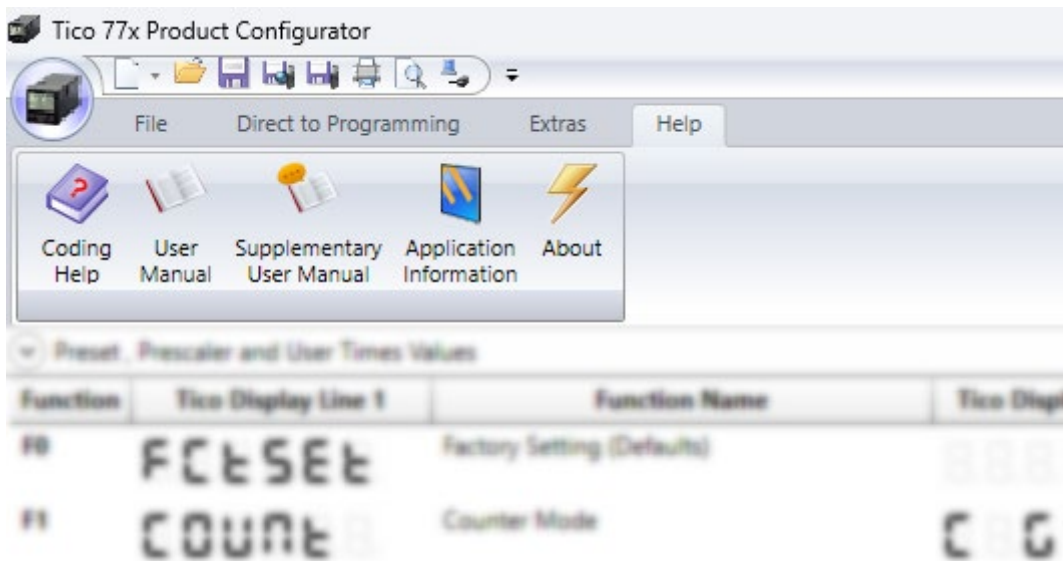 Tico 77x Product Configurator
File Direct to Programming Extras Help
Coding Help
User Manual
Supplementary User Manual
Application Information
About
Preset, Prescaler and User Times Values
Function Tico Display Line 1 Function Name Tico Displ
F0 FCtSEt Factory Setting (Defaults)
F1 COUNt Counter Mode C G